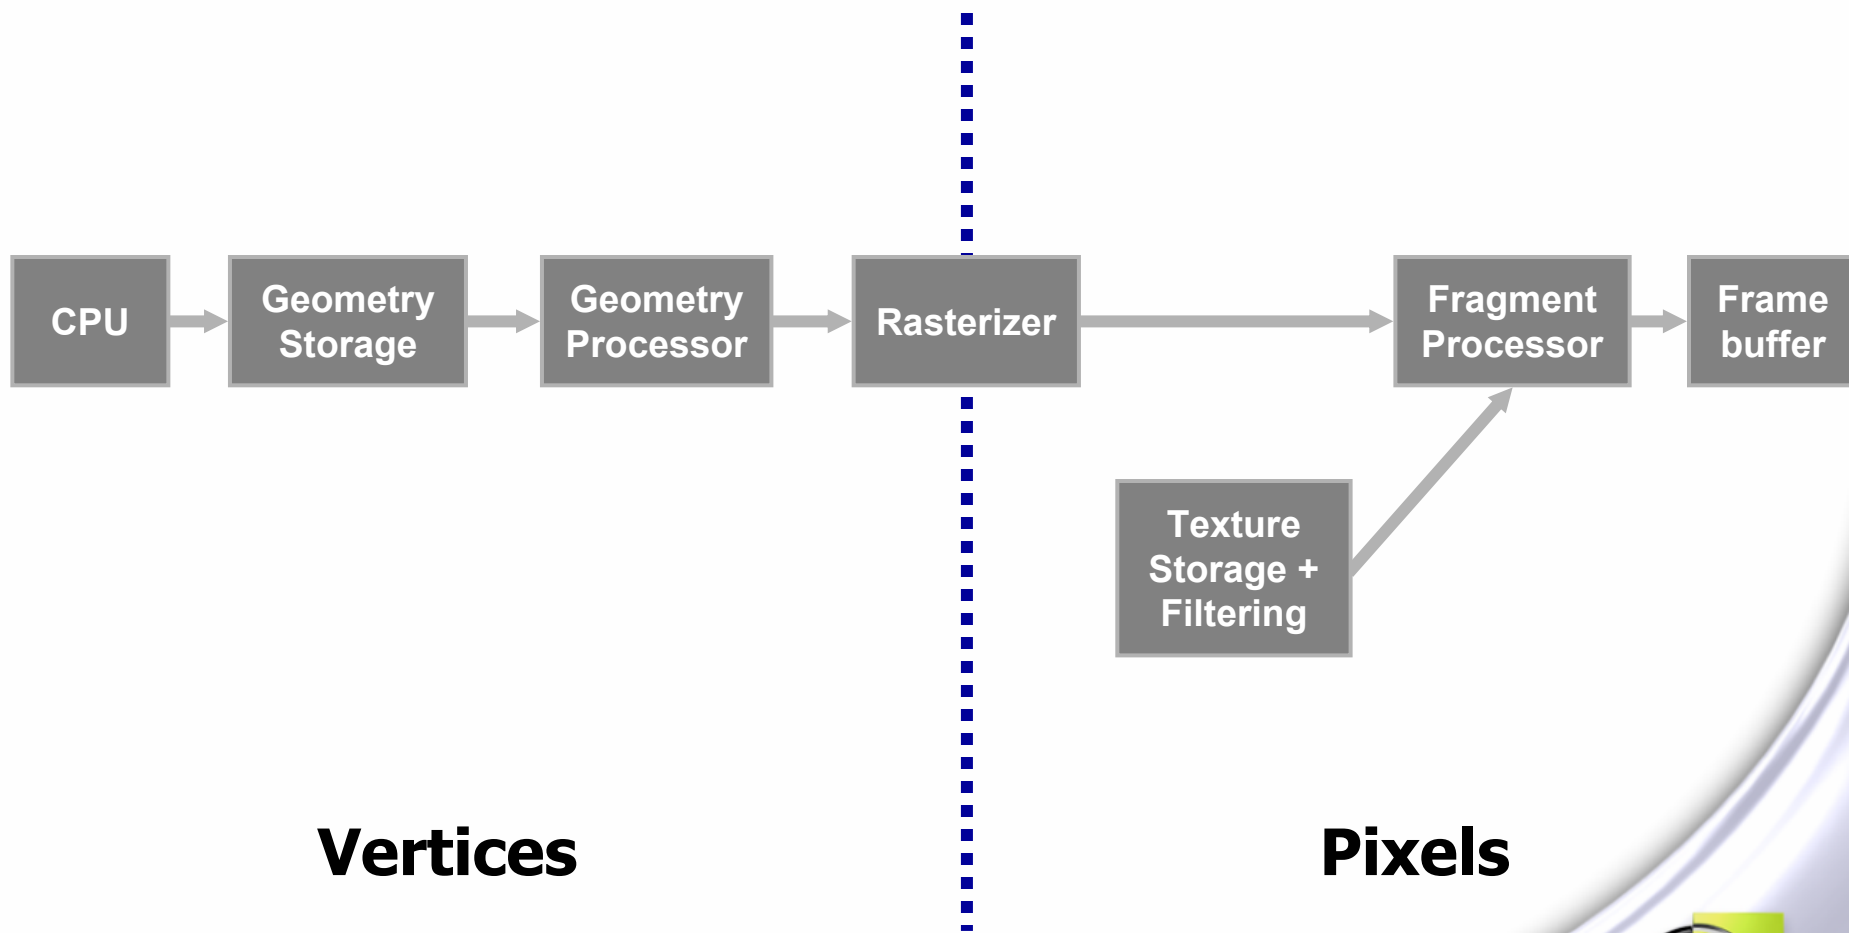 CPU
Geometry
Storage
Geometry
Processor
Rasterizer
Fragment
Processor
Frame
buffer
Texture
Storage +
Filtering
Vertices
Pixels